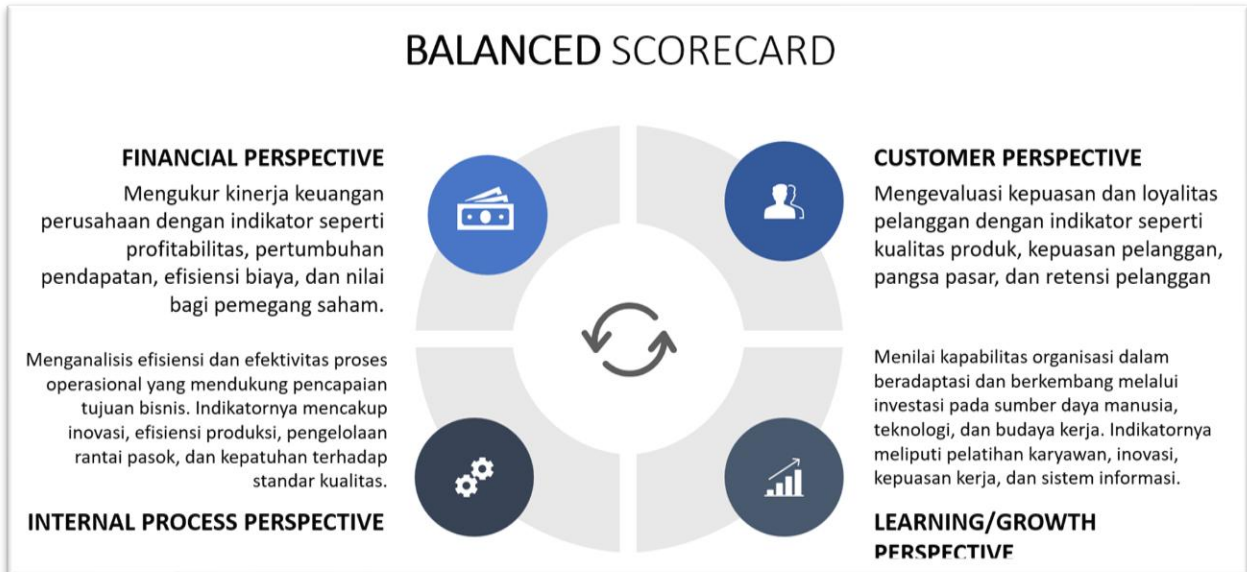 BALANCED SCORECARD
FINANCIAL PERSPECTIVE
Mengukur kinerja keuangan
perusahaan dengan indikator seperti
profitabilitas, pertumbuhan
pendapatan, efisiensi biaya, dan nilai
bagi pemegang saham.
CUSTOMER PERSPECTIVE
Mengevaluasi kepuasan dan loyalitas
pelanggan dengan indikator seperti
kualitas produk, kepuasan pelanggan,
pangsa pasar, dan retensi pelanggan
Menganalisis efisiensi dan efektivitas proses
operasional yang mendukung pencapaian
tujuan bisnis. Indikatornya mencakup
inovasi, efisiensi produksi, pengelolaan
rantai pasok, dan kepatuhan terhadap
standar kualitas.
INTERNAL PROCESS PERSPECTIVE
Menilai kapabilitas organisasi dalam
beradaptasi dan berkembang melalui
investasi pada sumber daya manusia,
teknologi, dan budaya kerja. Indikatornya
meliputi pelatihan karyawan, inovasi,
kepuasan kerja, dan sistem informasi.
LEARNING/GROWTH
PERSPECTIVE